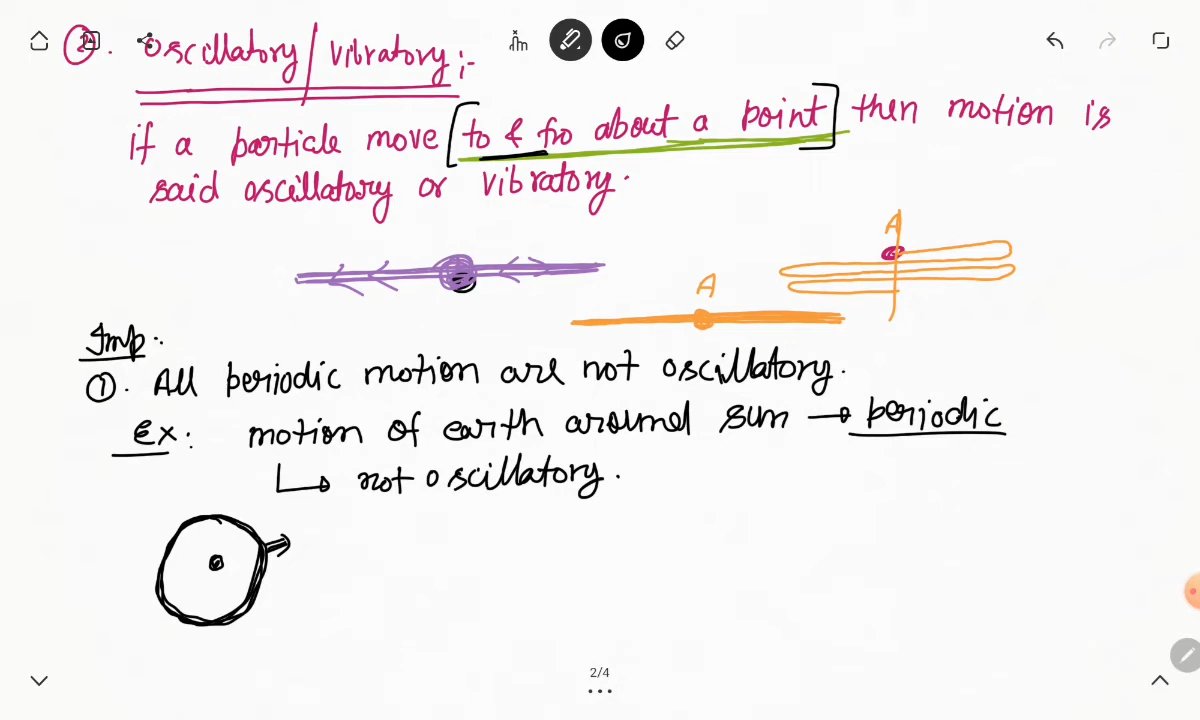 ②. oscillatory/vibratory:-
if a particle move [to & fro about a point] then motion is
said oscillatory or vibratory.
A
A
Imp:
①. All periodic motion are not oscillatory.
Ex: motion of earth around sun → periodic
↳ not oscillatory.
2/4